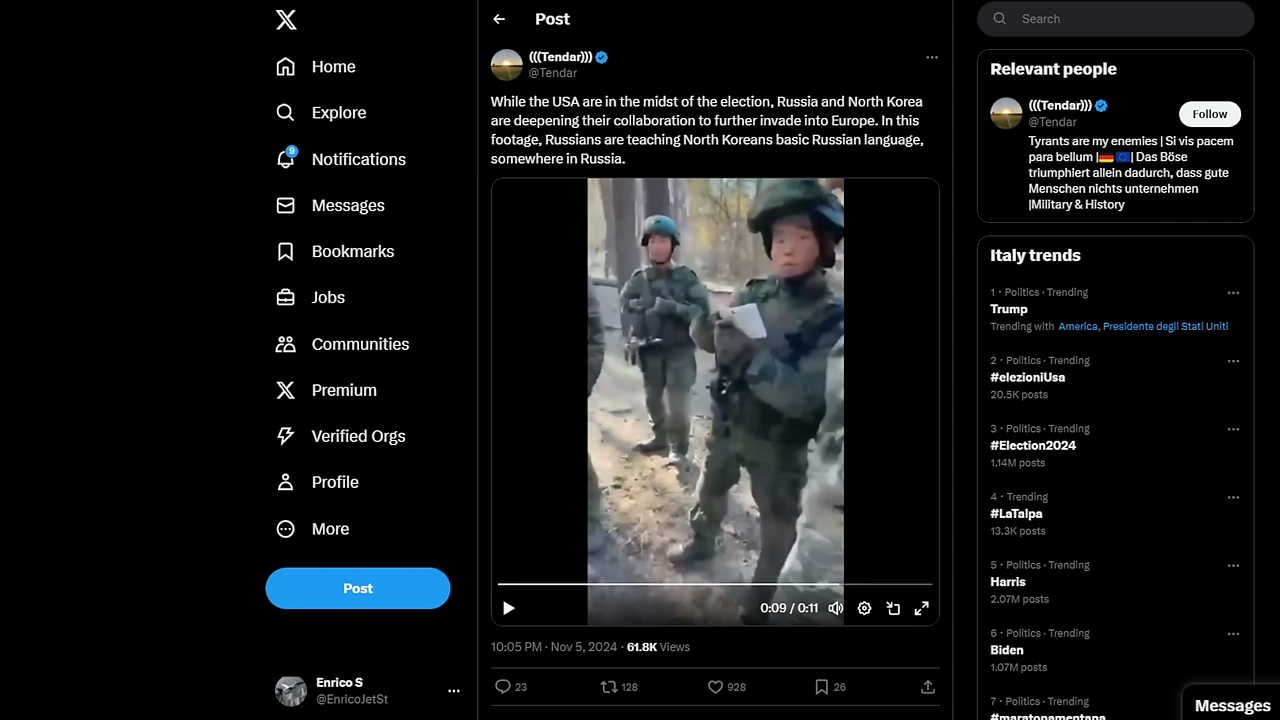 Home
Explore
9
Notifications
Messages
Bookmarks
Jobs
Communities
Premium
Verified Orgs
Profile
More
Post
Enrico S
@EnricoJetSt
Post
(((Tendar)))
@Tendar
While the USA are in the midst of the election, Russia and North Korea
are deepening their collaboration to further invade into Europe. In this
footage, Russians are teaching North Koreans basic Russian language,
somewhere in Russia.
0:09 / 0:11
10:05 PM · Nov 5, 2024 · 61.8K Views
23 128 928 26
Search
Relevant people
(((Tendar)))
@Tendar
Follow
Tyrants are my enemies | Si vis pacem
para bellum |🇩🇪🇪🇺| Das Böse
triumphiert allein dadurch, dass gute
Menschen nichts unternehmen
|Military & History
Italy trends
1 · Politics · Trending
Trump
Trending with America, Presidente degli Stati Uniti
2 · Politics · Trending
#elezioniUsa
20.5K posts
3 · Politics · Trending
#Election2024
1.14M posts
4 · Trending
#LaTalpa
13.3K posts
5 · Politics · Trending
Harris
2.07M posts
6 · Politics · Trending
Biden
1.07M posts
7 · Politics · Trending
#maratonamentana
Messages